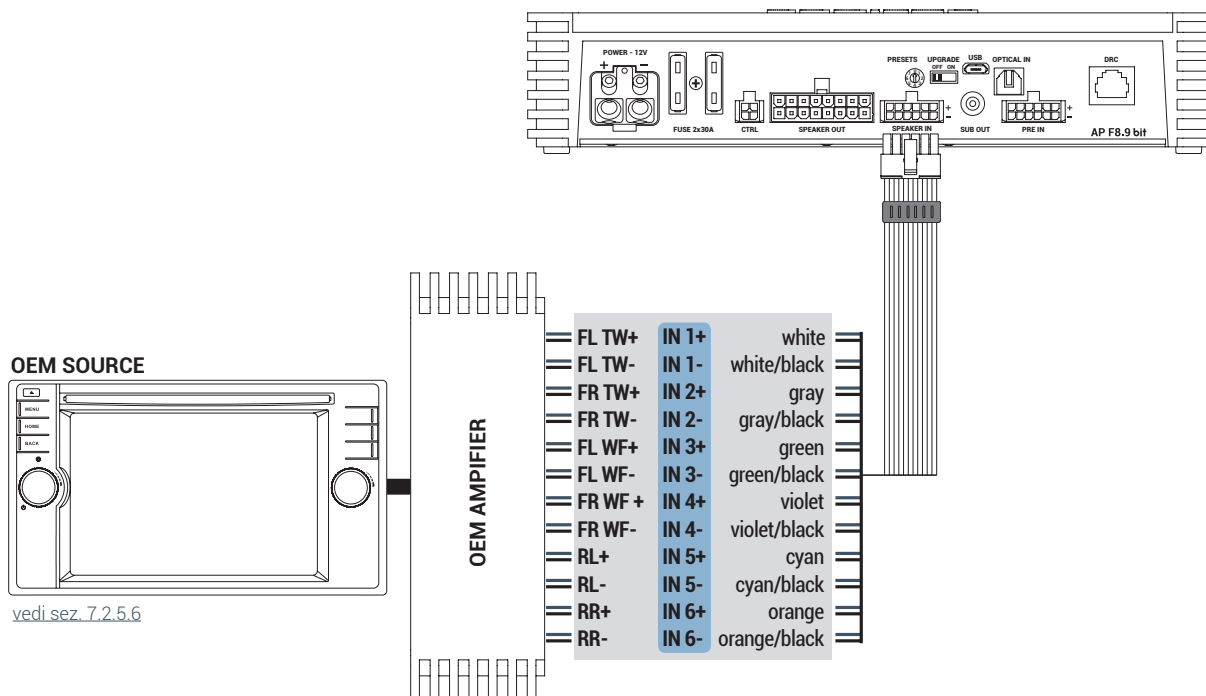 POWER - 12V
+ −
FUSE 2x30A
CTRL
SPEAKER OUT
PRESETS
UPGRADE
OFF ON
USB
OPTICAL IN
DRC
SPEAKER IN
+
-
SUB OUT
PRE IN
+
-
AP F8.9 bit
OEM SOURCE
MENU
HOME
BACK
vedi sez. 7.2.5.6
OEM AMPIFIER
FL TW+ IN 1+ white
FL TW- IN 1- white/black
FR TW+ IN 2+ gray
FR TW- IN 2- gray/black
FL WF+ IN 3+ green
FL WF- IN 3- green/black
FR WF + IN 4+ violet
FR WF- IN 4- violet/black
RL+ IN 5+ cyan
RL- IN 5- cyan/black
RR+ IN 6+ orange
RR- IN 6- orange/black